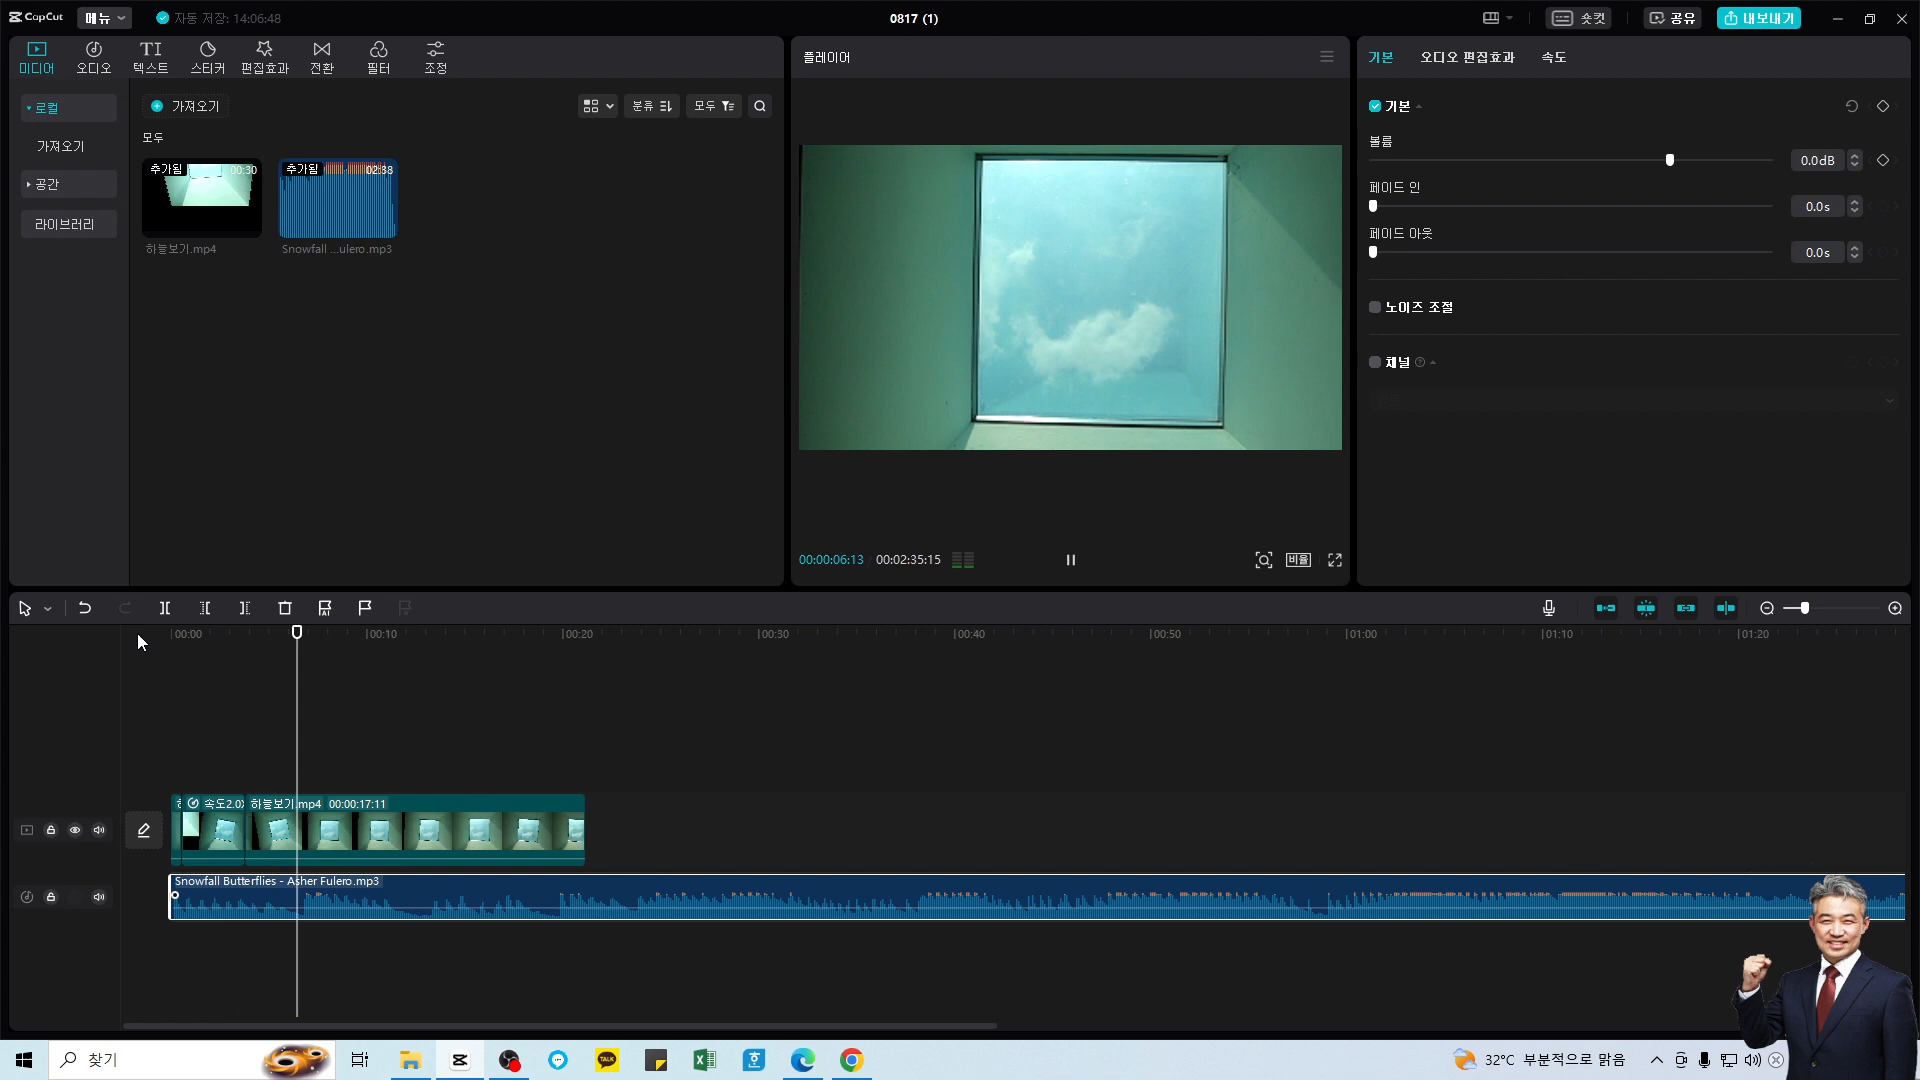 CapCut 메뉴 자동 저장: 14:06:48 0817 (1) 숏컷 공유 내보내기
미디어 오디오 텍스트 스티커 편집효과 전환 필터 조정
플레이어
기본 오디오 편집효과 속도
로컬 가져오기 분류 모두
기본
모두
가져오기
볼륨
0.0dB
추가됨 00:30
추가됨 02:38
공간
페이드 인
0.0s
라이브러리
페이드 아웃
하늘보기.mp4
Snowfall ...ulero.mp3
0.0s
노이즈 조절
채널
00:00:06:13 00:02:35:15 비율
00:00 00:10 00:20 00:30 00:40 00:50 01:00 01:10 01:20
속도2.0x 하늘보기.mp4 00:00:17:11
Snowfall Butterflies - Asher Fulero.mp3
찾기
TALK
32°C 부분적으로 맑음